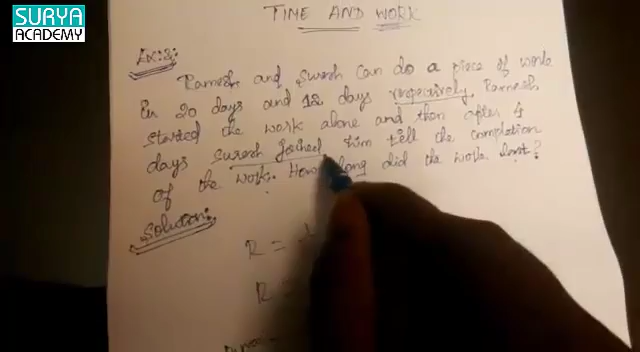 SURYA
ACADEMY
TIME AND WORK
Ex:3:
Ramesh and Suresh Can do a piece of work
in 20 days and 12 days respectively. Ramesh
started the work alone and then after 4
days Suresh joined him till the completion
of the work. How long did the work last?
Solution:
R =
R